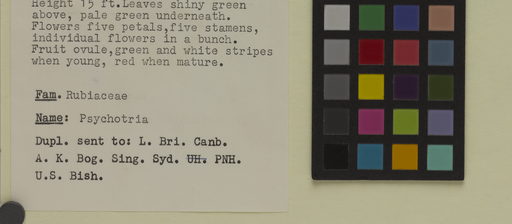 Height 15 ft.Leaves shiny green
above, pale green underneath.
Flowers five petals,five stamens,
individual flowers in a bunch.
Fruit ovule,green and white stripes
when young, red when mature.
Fam. Rubiaceae
Name: Psychotria
Dupl. sent to: L. Bri. Canb.
A. K. Bog. Sing. Syd. UH. PNH.
U.S. Bish.